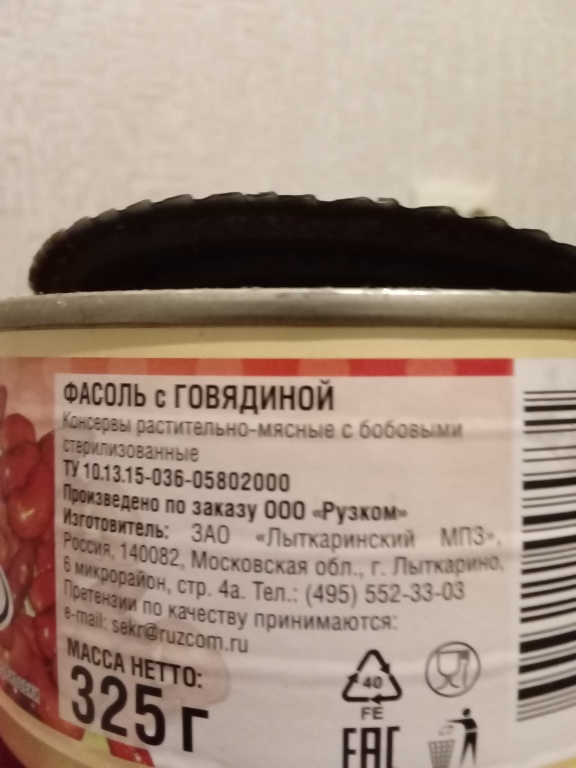 ФАСОЛЬ с ГОВЯДИНОЙ
Консервы растительно-мясные с бобовыми
стерилизованные
ТУ 10.13.15-036-05802000
Произведено по заказу ООО «Рузком»
Изготовитель: ЗАО «Лыткаринский МПЗ»,
Россия, 140082, Московская обл., г. Лыткарино,
6 микрорайон, стр. 4а. Тел.: (495) 552-33-03
Претензии по качеству принимаются:
e-mail: sekr@ruzcom.ru
МАССА НЕТТО:
325 г
40
FE
EAC